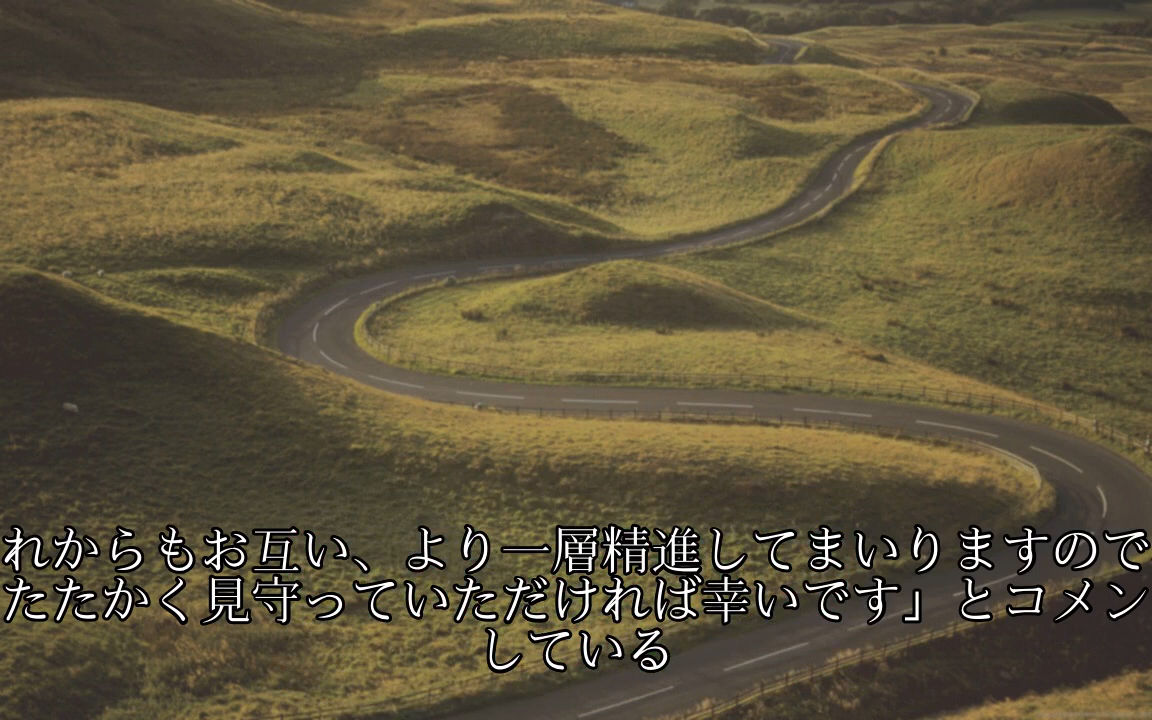 れからもお互い、より一層精進してまいりますので
たたかく見守っていただければ幸いです」とコメン
している